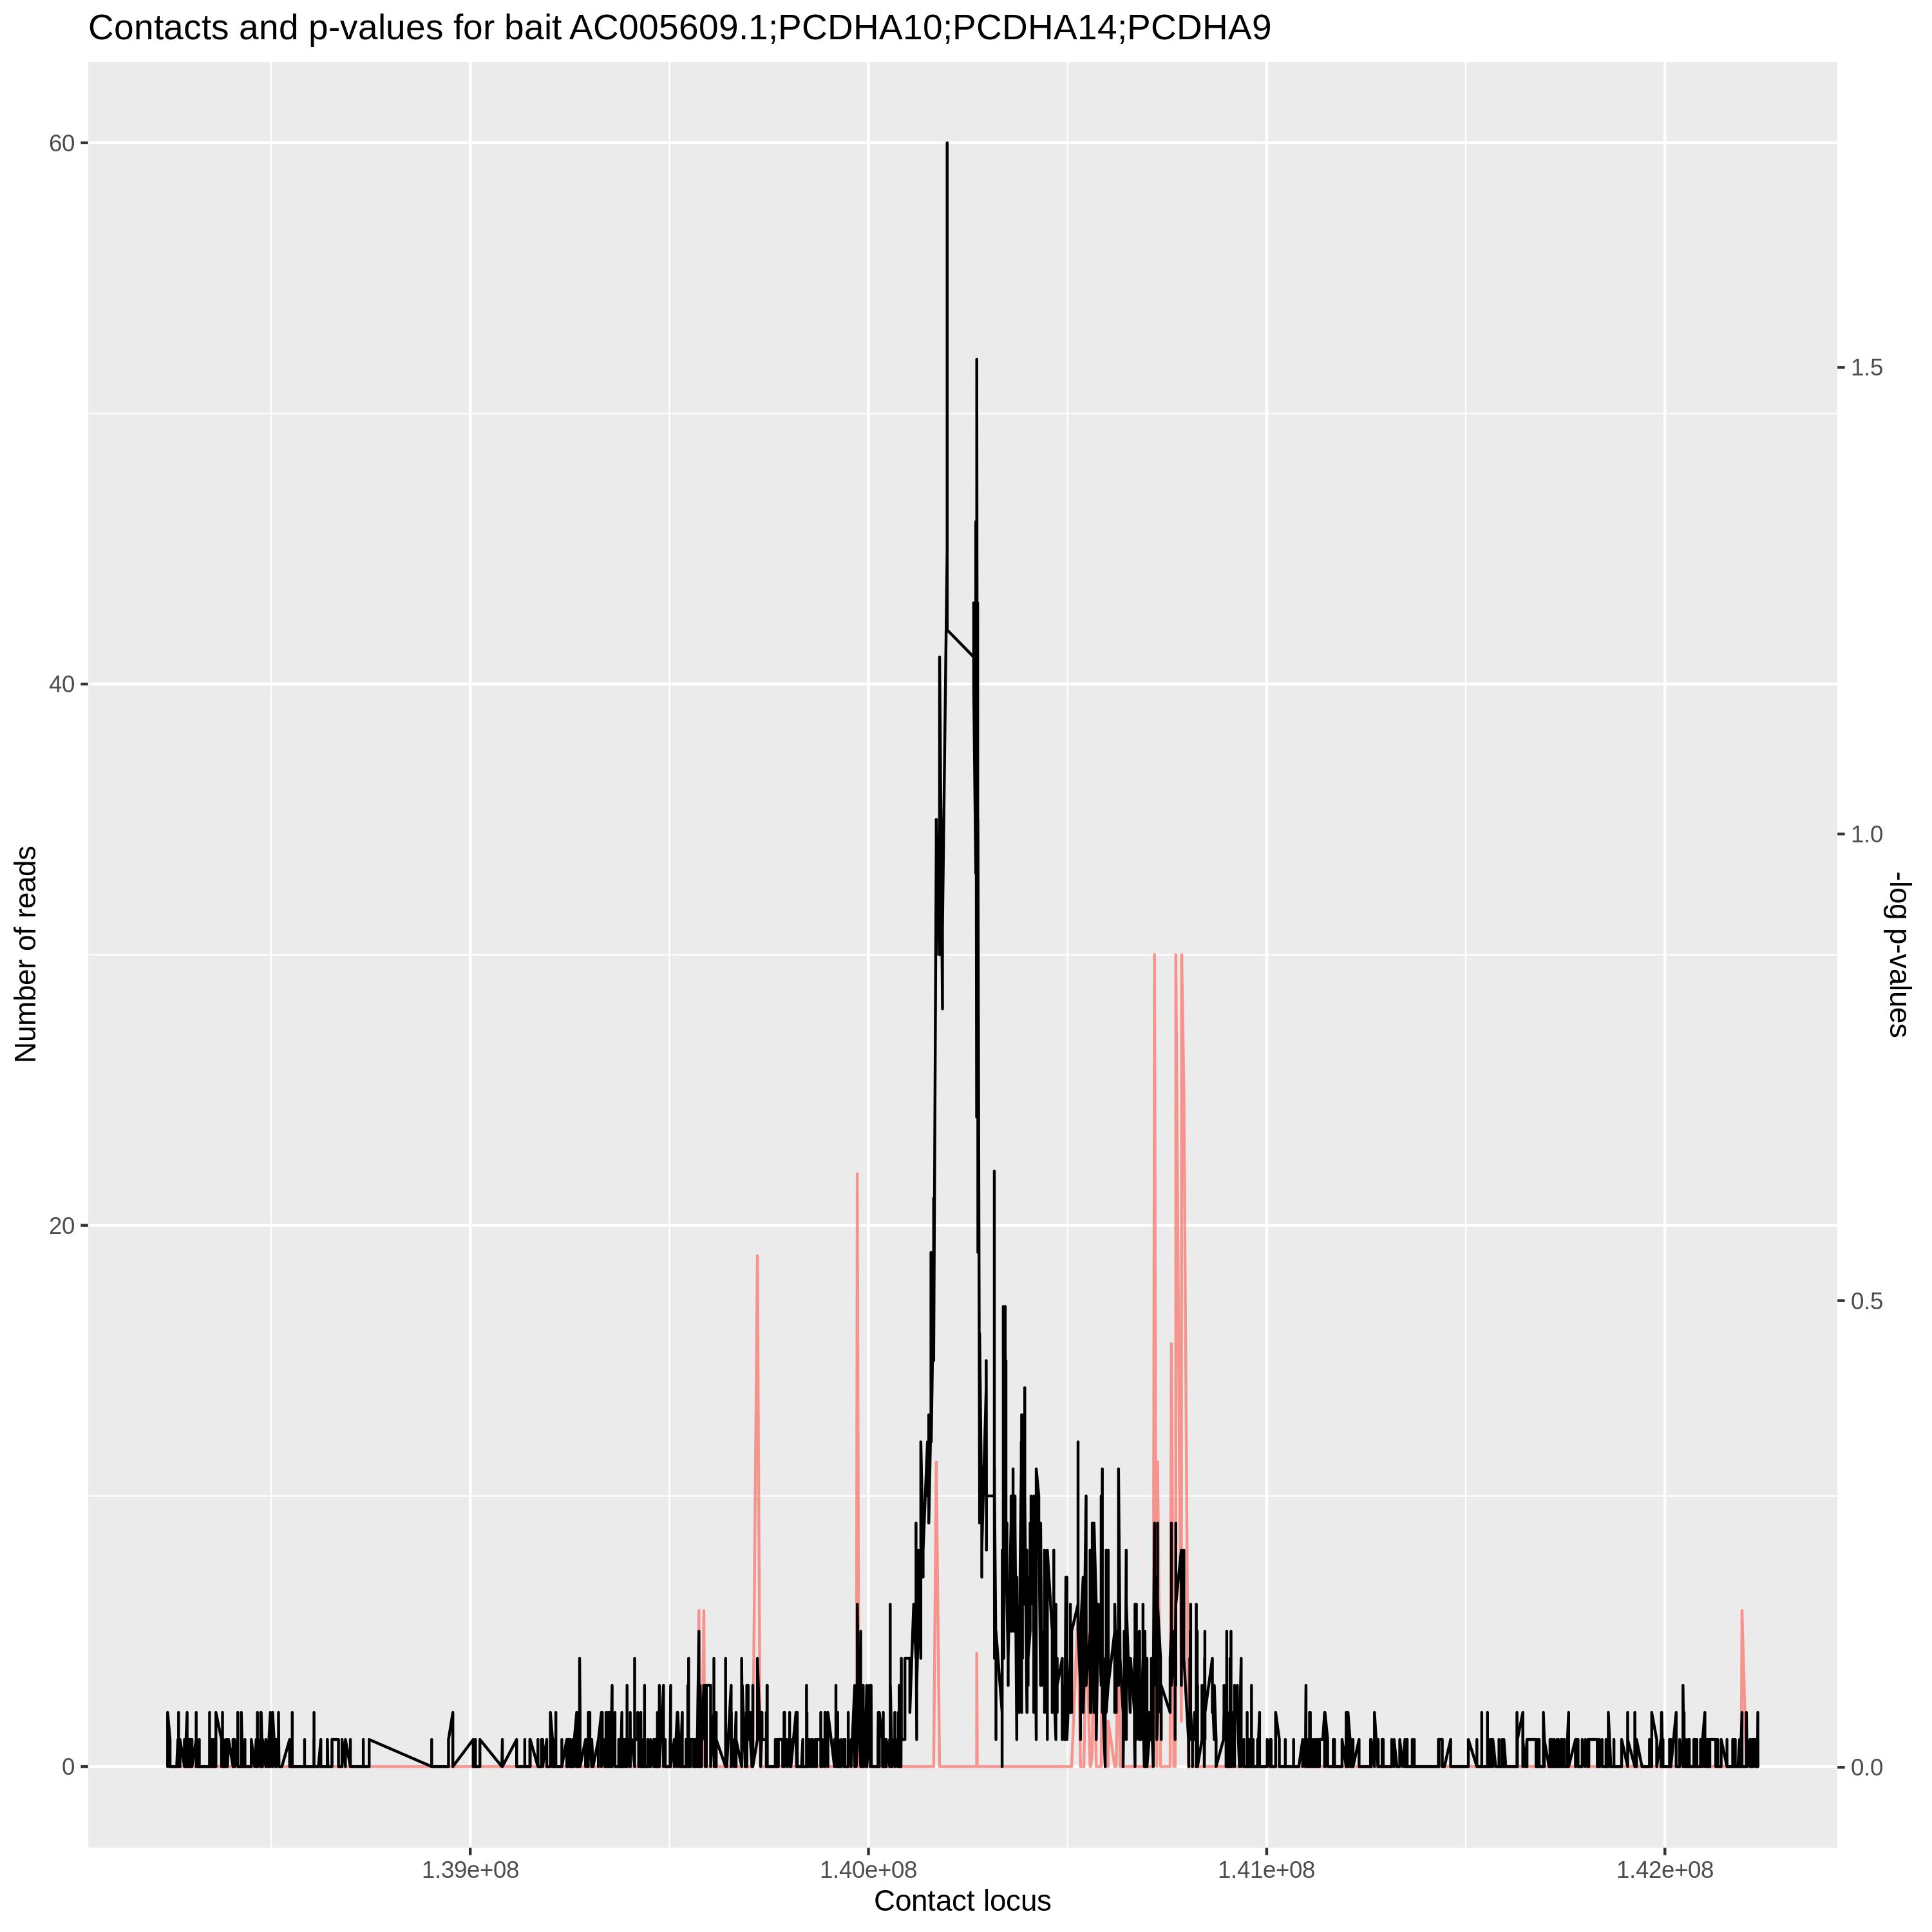 Contacts and p-values for bait AC005609.1;PCDHA10;PCDHA14;PCDHA9
60
40
20
0
Number of reads
1.5
1.0
0.5
0.0
-log p-values
1.39e+08
1.40e+08
1.41e+08
1.42e+08
Contact locus